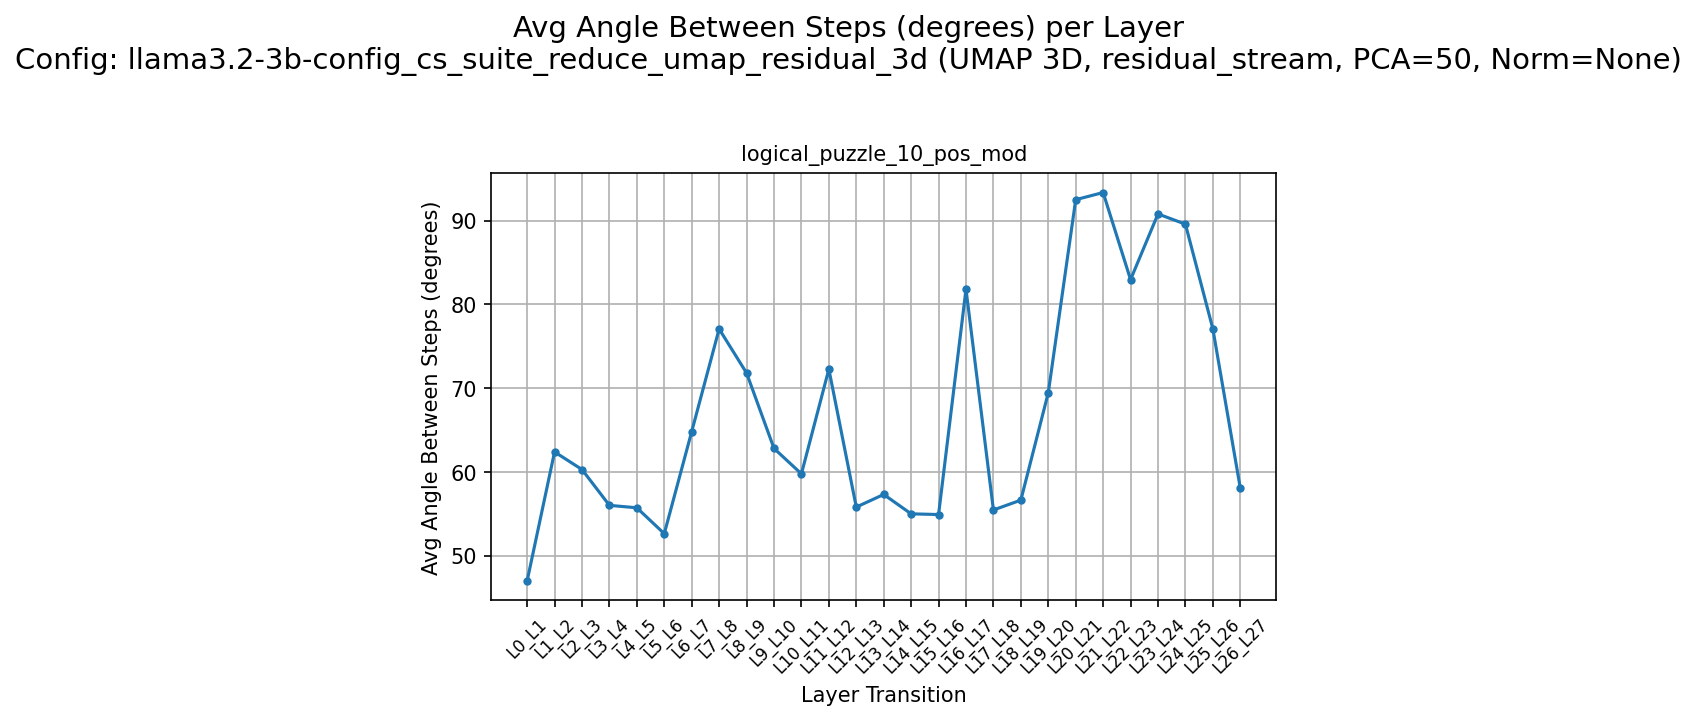 Avg Angle Between Steps (degrees) per Layer
Config: llama3.2-3b-config_cs_suite_reduce_umap_residual_3d (UMAP 3D, residual_stream, PCA=50, Norm=None)
logical_puzzle_10_pos_mod
Avg Angle Between Steps (degrees)
90
80
70
60
50
L0_L1
L1_L2
L2_L3
L3_L4
L4_L5
L5_L6
L6_L7
L7_L8
L8_L9
L9_L10
L10_L11
L11_L12
L12_L13
L13_L14
L14_L15
L15_L16
L16_L17
L17_L18
L18_L19
L19_L20
L20_L21
L21_L22
L22_L23
L23_L24
L24_L25
L25_L26
L26_L27
Layer Transition